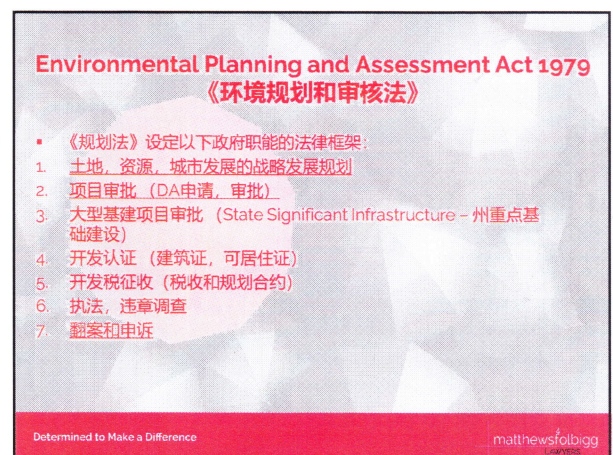 Environmental Planning and Assessment Act 1979
《环境规划和审核法》
▪ 《规划法》设定以下政府职能的法律框架：
1. 土地，资源，城市发展的战略发展规划
2. 项目审批 （DA申请，审批）
3. 大型基建项目审批 （State Significant Infrastructure – 州重点基
础建设）
4. 开发认证（建筑证，可居住证）
5. 开发税征收（税收和规划合约）
6. 执法，违章调查
7. 翻案和申诉
Determined to Make a Difference
matthewsfolbigg
LAWYERS